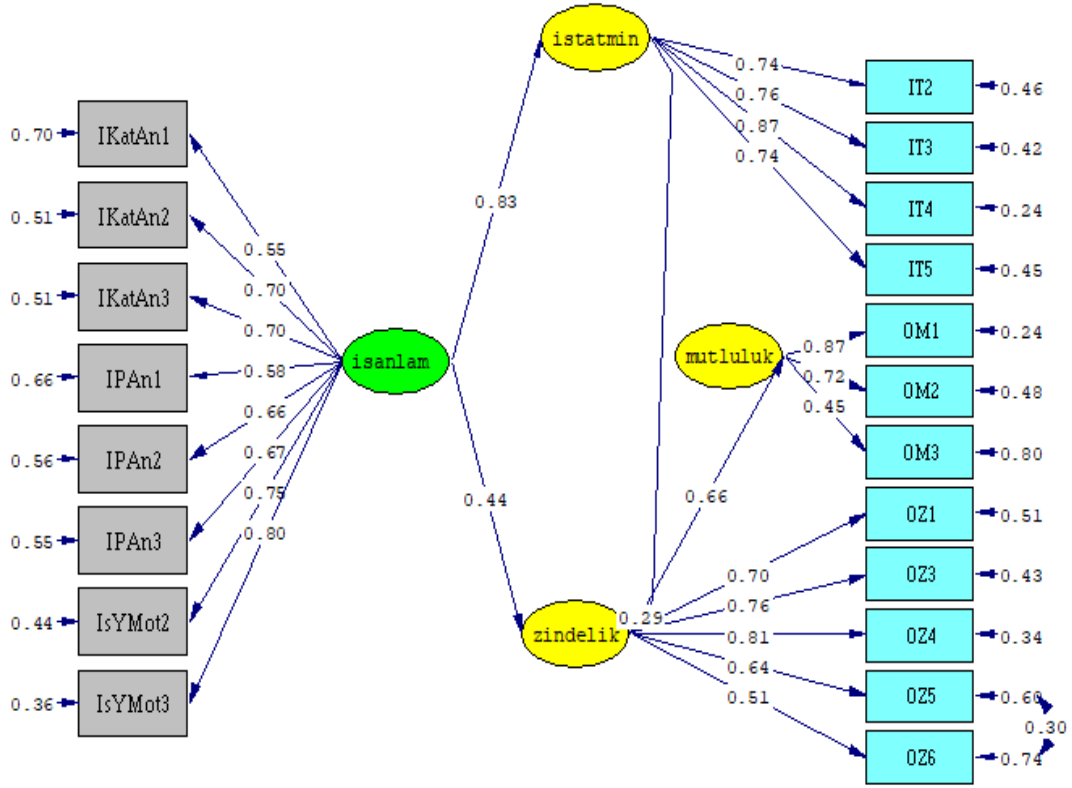 istatmin
0.74
IT2
0.46
0.76
0.70
IKatAn1
IT3
0.42
0.87
0.74
0.83
0.51
IKatAn2
IT4
0.24
0.55
IT5
0.45
0.70
0.51
IKatAn3
0.70
OM1
0.24
isanlam
mutluluk
0.87
0.66
IPAn1
0.58
0.72
OM2
0.48
0.66
0.45
0.56
IPAn2
0.67
OM3
0.80
0.75
0.44
0.66
OZ1
0.51
0.55
IPAn3
0.80
0.70
OZ3
0.43
0.76
0.44
IsYMot2
0.29
zindelik
0.81
OZ4
0.34
0.64
0.36
IsYMot3
0.51
OZ5
0.60
0.30
OZ6
0.74